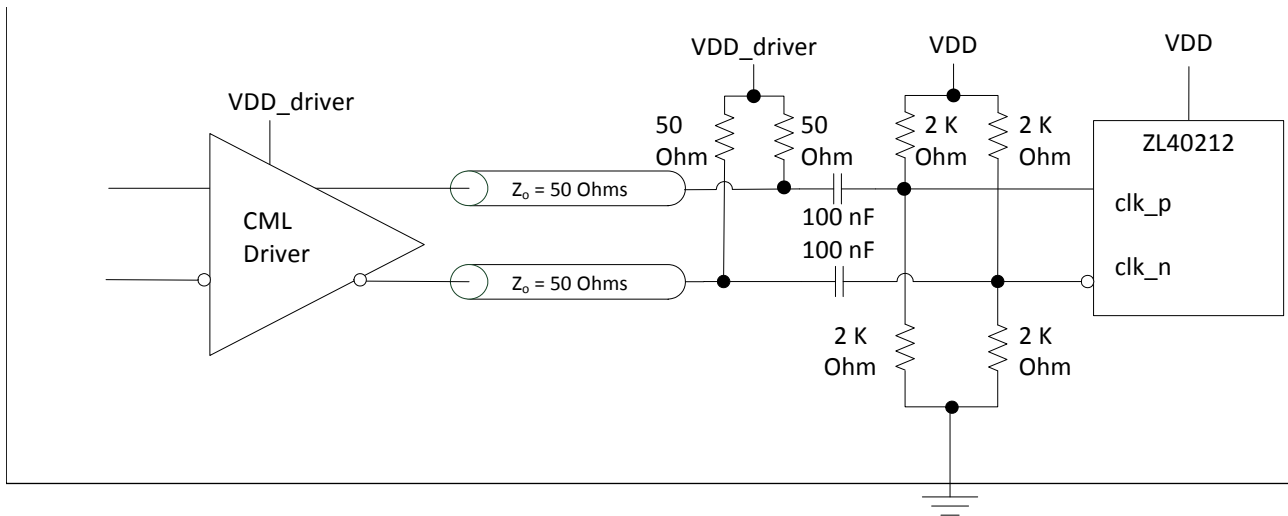 VDD_driver
VDD
VDD
VDD_driver
50
Ohm
50
Ohm
2 K
Ohm
2 K
Ohm
ZL40212
Zₒ = 50 Ohms
clk_p
CML
Driver
100 nF
100 nF
clk_n
Zₒ = 50 Ohms
2 K
Ohm
2 K
Ohm